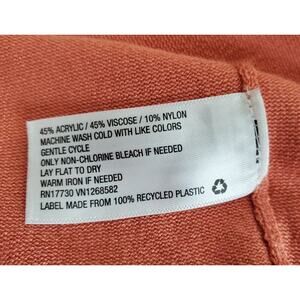 45% ACRYLIC / 45% VISCOSE / 10% NYLON
MACHINE WASH COLD WITH LIKE COLORS
GENTLE CYCLE
ONLY NON-CHLORINE BLEACH IF NEEDED
LAY FLAT TO DRY
WARM IRON IF NEEDED
RN17730 VN1268582
LABEL MADE FROM 100% RECYCLED PLASTIC